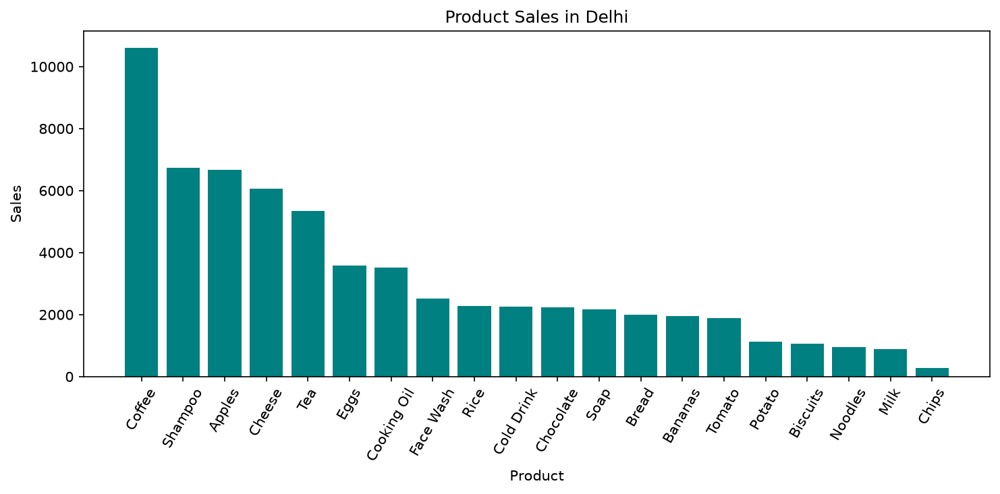 Product Sales in Delhi
Sales
10000
8000
6000
4000
2000
0
Coffee
Shampoo
Apples
Cheese
Tea
Eggs
Cooking Oil
Face Wash
Rice
Cold Drink
Chocolate
Soap
Bread
Bananas
Tomato
Potato
Biscuits
Noodles
Milk
Chips
Product